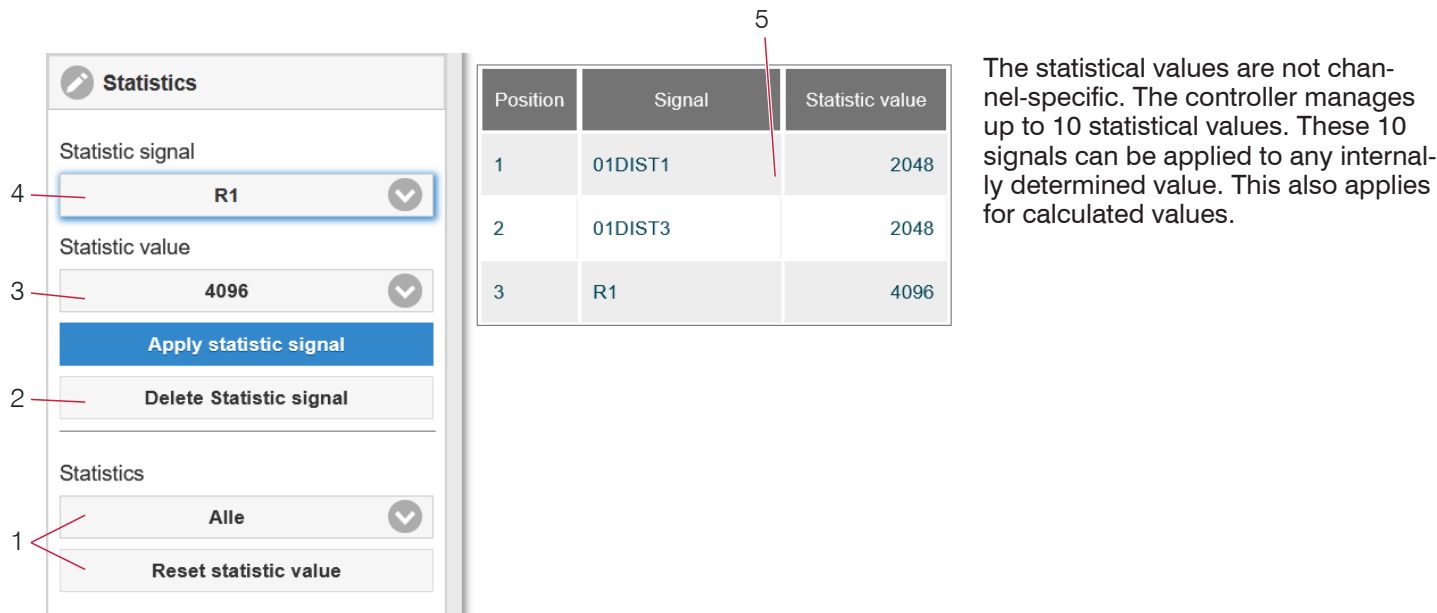 5
Statistics
Statistic signal
4
R1
Statistic value
3
4096
Apply statistic signal
2
Delete Statistic signal
Statistics
Alle
1
Reset statistic value
Position Signal Statistic value
1 01DIST1 2048
2 01DIST3 2048
3 R1 4096
The statistical values are not chan-
nel-specific. The controller manages
up to 10 statistical values. These 10
signals can be applied to any internal-
ly determined value. This also applies
for calculated values.